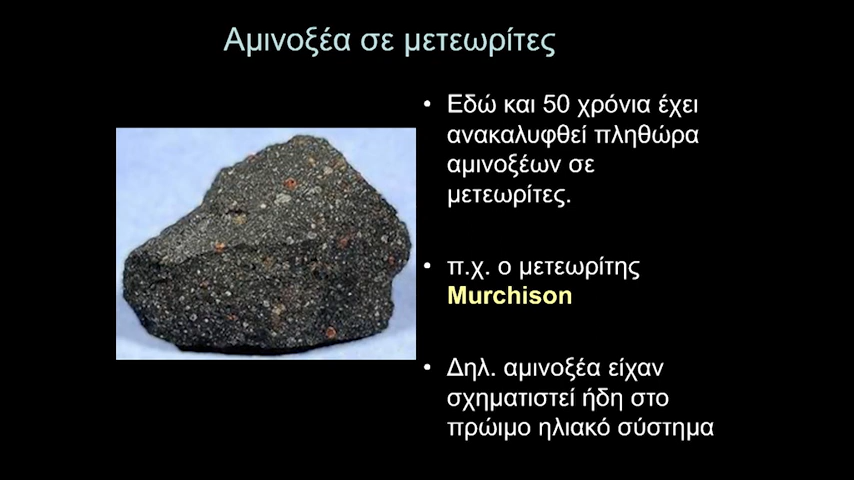 Αμινοξέα σε μετεωρίτες
• Εδώ και 50 χρόνια έχει
ανακαλυφθεί πληθώρα
αμινοξέων σε
μετεωρίτες.
• π.χ. ο μετεωρίτης
Murchison
• Δηλ. αμινοξέα είχαν
σχηματιστεί ήδη στο
πρώιμο ηλιακό σύστημα